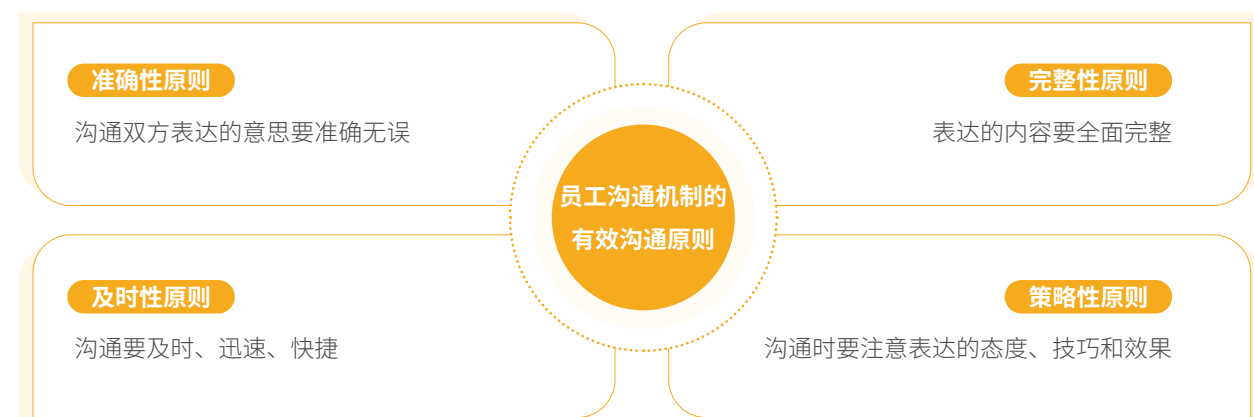 准确性原则
沟通双方表达的意思要准确无误
完整性原则
表达的内容要全面完整
员工沟通机制的
有效沟通原则
及时性原则
沟通要及时、迅速、快捷
策略性原则
沟通时要注意表达的态度、技巧和效果